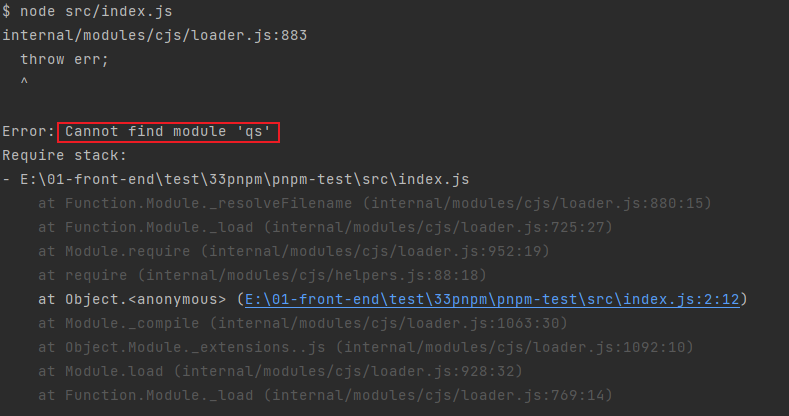 $ node src/index.js
internal/modules/cjs/loader.js:883
  throw err;
  ^
Error: Cannot find module 'qs'
Require stack:
- E:\01-front-end\test\33pnpm\pnpm-test\src\index.js
    at Function.Module._resolveFilename (internal/modules/cjs/loader.js:880:15)
    at Function.Module._load (internal/modules/cjs/loader.js:725:27)
    at Module.require (internal/modules/cjs/loader.js:952:19)
    at require (internal/modules/cjs/helpers.js:88:18)
    at Object.<anonymous> (E:\01-front-end\test\33pnpm\pnpm-test\src\index.js:2:12)
    at Module._compile (internal/modules/cjs/loader.js:1063:30)
    at Object.Module._extensions..js (internal/modules/cjs/loader.js:1092:10)
    at Module.load (internal/modules/cjs/loader.js:928:32)
    at Function.Module._load (internal/modules/cjs/loader.js:769:14)